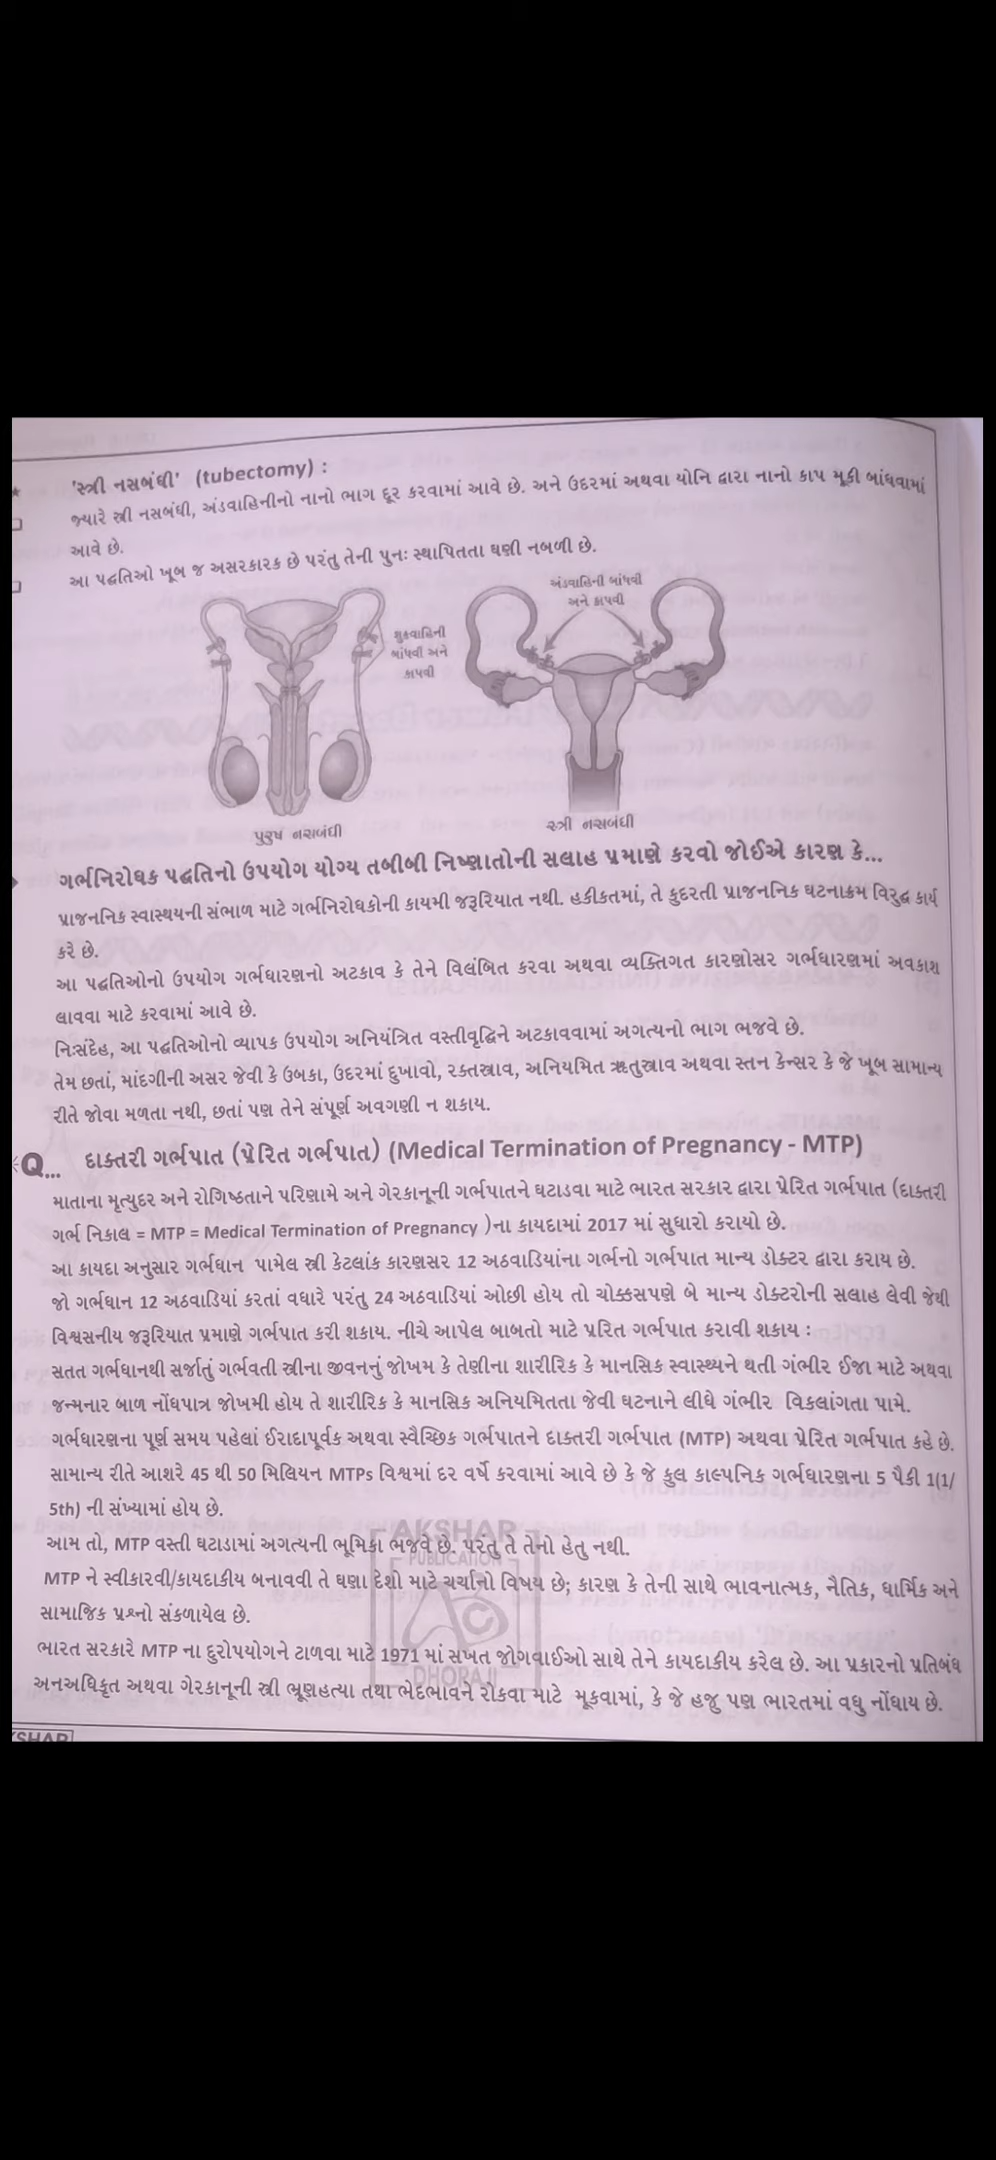 'સ્ત્રી નસબંધી' (tubectomy) :
જ્યારે સ્ત્રી નસબંધી, અંડવાહિનીનો નાનો ભાગ દૂર કરવામાં આવે છે. અને ઉદરમાં અથવા યોનિ દ્વારા નાનો કાપ મૂકી બાંધવામાં
આવે છે.
આ પદ્ધતિઓ ખૂબ જ અસરકારક છે પરંતુ તેની પુનઃ સ્થાપિતતા ઘણી નબળી છે.
અંડવાહિની બાંધવી
અને કાપવી
શુક્રવાહિની
બાંધવી અને
કાપવી
પુરુષ નસબંધી
સ્ત્રી નસબંધી
ગર્ભનિરોધક પદ્ધતિનો ઉપયોગ યોગ્ય તબીબી નિષ્ણાતોની સલાહ પ્રમાણે કરવો જોઈએ કારણ કે...
પ્રાજનનિક સ્વાસ્થયની સંભાળ માટે ગર્ભનિરોધકોની કાયમી જરૂરિયાત નથી. હકીકતમાં, તે કુદરતી પ્રાજનનિક ઘટનાક્રમ વિરુદ્ધ કાર્ય
કરે છે.
આ પદ્ધતિઓનો ઉપયોગ ગર્ભધારણનો અટકાવ કે તેને વિલંબિત કરવા અથવા વ્યક્તિગત કારણોસર ગર્ભધારણમાં અવકાશ
લાવવા માટે કરવામાં આવે છે.
નિઃસંદેહ, આ પદ્ધતિઓનો વ્યાપક ઉપયોગ અનિયંત્રિત વસ્તીવૃદ્ધિને અટકાવવામાં અગત્યનો ભાગ ભજવે છે.
તેમ છતાં, માંદગીની અસર જેવી કે ઉબકા, ઉદરમાં દુખાવો, રક્તસ્ત્રાવ, અનિયમિત ઋતુસ્ત્રાવ અથવા સ્તન કેન્સર કે જે ખૂબ સામાન્ય
રીતે જોવા મળતા નથી, છતાં પણ તેને સંપૂર્ણ અવગણી ન શકાય.
Q... દાક્તરી ગર્ભપાત (પ્રેરિત ગર્ભપાત) (Medical Termination of Pregnancy - MTP)
માતાના મૃત્યુદર અને રોગિષ્ઠતાને પરિણામે અને ગેરકાનૂની ગર્ભપાતને ઘટાડવા માટે ભારત સરકાર દ્વારા પ્રેરિત ગર્ભપાત (દાક્તરી
ગર્ભ નિકાલ = MTP = Medical Termination of Pregnancy )ના કાયદામાં 2017 માં સુધારો કરાયો છે.
આ કાયદા અનુસાર ગર્ભધાન પામેલ સ્ત્રી કેટલાંક કારણસર 12 અઠવાડિયાંના ગર્ભનો ગર્ભપાત માન્ય ડોક્ટર દ્વારા કરાય છે.
જો ગર્ભધાન 12 અઠવાડિયાં કરતાં વધારે પરંતુ 24 અઠવાડિયાં ઓછી હોય તો ચોક્કસપણે બે માન્ય ડોક્ટરોની સલાહ લેવી જેથી
વિશ્વસનીય જરૂરિયાત પ્રમાણે ગર્ભપાત કરી શકાય. નીચે આપેલ બાબતો માટે પ્રરિત ગર્ભપાત કરાવી શકાય :
સતત ગર્ભધાનથી સર્જાતું ગર્ભવતી સ્ત્રીના જીવનનું જોખમ કે તેણીના શારીરિક કે માનસિક સ્વાસ્થ્યને થતી ગંભીર ઈજા માટે અથવા
જન્મનાર બાળ નોંધપાત્ર જોખમી હોય તે શારીરિક કે માનસિક અનિયમિતતા જેવી ઘટનાને લીધે ગંભીર વિકલાંગતા પામે.
ગર્ભધારણના પૂર્ણ સમય પહેલાં ઈરાદાપૂર્વક અથવા સ્વૈચ્છિક ગર્ભપાતને દાક્તરી ગર્ભપાત (MTP) અથવા પ્રેરિત ગર્ભપાત કહે છે.
સામાન્ય રીતે આશરે 45 થી 50 મિલિયન MTPs વિશ્વમાં દર વર્ષે કરવામાં આવે છે કે જે કુલ કાલ્પનિક ગર્ભધારણના 5 પૈકી 1(1/
5th) ની સંખ્યામાં હોય છે.
આમ તો, MTP વસ્તી ઘટાડામાં અગત્યની ભૂમિકા ભજવે છે. પરંતુ તે તેનો હેતુ નથી.
MTP ને સ્વીકારવી/કાયદાકીય બનાવવી તે ઘણા દેશો માટે ચર્ચાનો વિષય છે; કારણ કે તેની સાથે ભાવનાત્મક, નૈતિક, ધાર્મિક અને
સામાજિક પ્રશ્નો સંકળાયેલ છે.
ભારત સરકારે MTP ના દુરોપયોગને ટાળવા માટે 1971 માં સખત જોગવાઈઓ સાથે તેને કાયદાકીય કરેલ છે. આ પ્રકારનો પ્રતિબંધ
અનઅધિકૃત અથવા ગેરકાનૂની સ્ત્રી ભ્રૂણહત્યા તથા ભેદભાવને રોકવા માટે મૂકવામાં, કે જે હજુ પણ ભારતમાં વધુ નોંધાય છે.
AKSHAR
PUBLICATION
DHORAJI